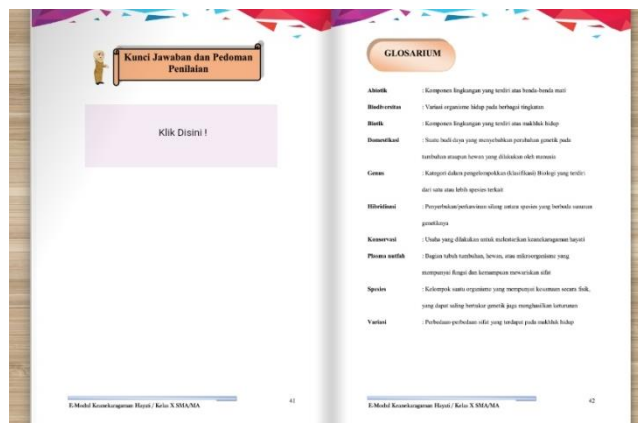 Kunci Jawaban dan Pedoman
Penilaian
Klik Disini !
E-Modul Keanekaragaman Hayati / Kelas X SMA/MA
41
GLOSARIUM
Abiotik : Komponen lingkungan yang terdiri atas benda-benda mati
Biodiversitas : Variasi organisme hidup pada berbagai tingkatan
Biotik : Komponen lingkungan yang terdiri atas makhluk hidup
Domestikasi : Suatu budi daya yang menyebabkan perubahan genetik pada
tumbuhan ataupun hewan yang dilakukan oleh manusia
Genus : Kategori dalam pengelompokkan (klasifikasi) Biologi yang terdiri
dari satu atau lebih spesies terkait
Hibridisasi : Penyerbukan/perkawinan silang antara spesies yang berbeda susunan
genetiknya
Konservasi : Usaha yang dilakukan untuk melestarikan keanekaragaman hayati
Plasma nutfah : Bagian tubuh tumbuhan, hewan, atau mikroorganisme yang
mempunyai fungsi dan kemampuan mewariskan sifat
Spesies : Kelompok suatu organisme yang mempunyai kesamaan secara fisik,
yang dapat saling bertukar genetik juga menghasilkan keturunan
Variasi : Perbedaan-perbedaan sifat yang terdapat pada makhluk hidup
E-Modul Keanekaragaman Hayati / Kelas X SMA/MA
42